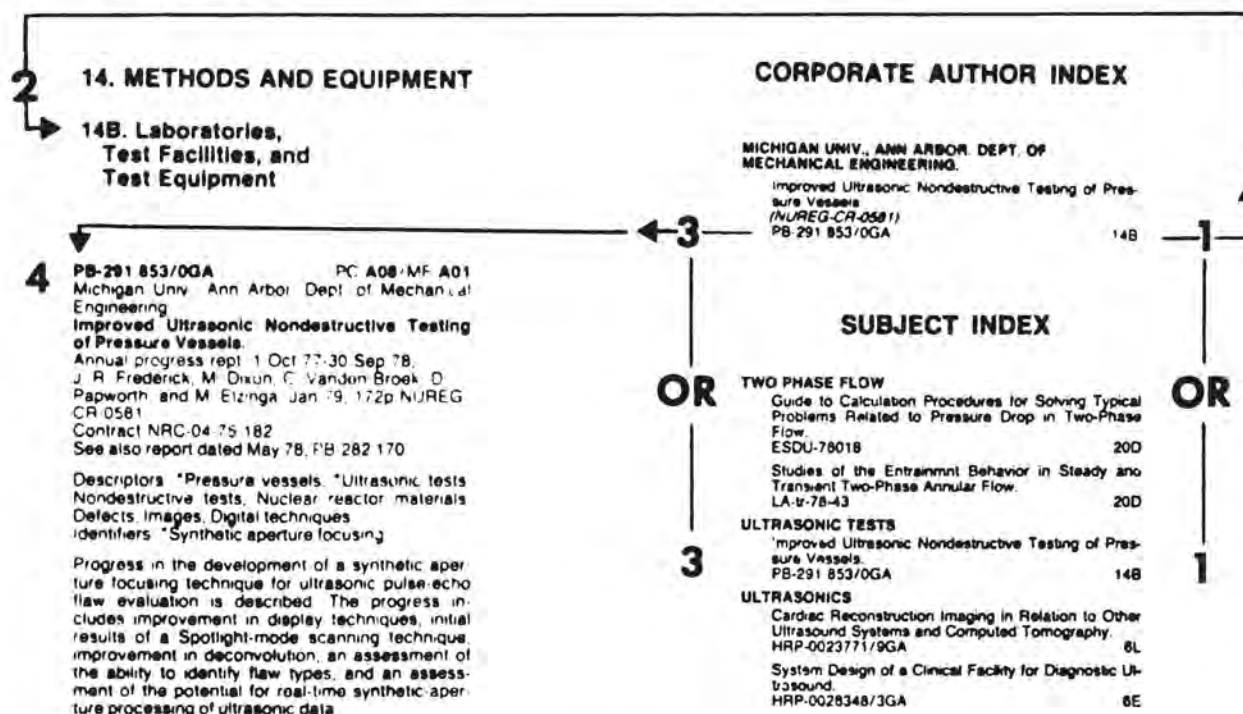 2
14. METHODS AND EQUIPMENT
14B. Laboratories,
Test Facilities, and
Test Equipment
4
PB-291 853/0GA PC A08/MF A01
Michigan Univ. Ann Arbor. Dept. of Mechanical
Engineering
Improved Ultrasonic Nondestructive Testing
of Pressure Vessels.
Annual progress rept. 1 Oct 77-30 Sep 78,
J. R. Frederick, M. Dixon, C. Vanden Broek, D.
Papworth, and M. Elzinga. Jan 79, 172p NUREG
CR 0581
Contract NRC-04-75-182
See also report dated May 78, PB-282 170
Descriptors *Pressure vessels, *Ultrasonic tests
Nondestructive tests, Nuclear reactor materials
Defects, Images, Digital techniques
Identifiers *Synthetic aperture focusing
Progress in the development of a synthetic aper-
ture focusing technique for ultrasonic pulse-echo
flaw evaluation is described. The progress in-
cludes improvement in display techniques, initial
results of a Spotlight-mode scanning technique,
improvement in deconvolution, an assessment of
the ability to identify flaw types, and an assess-
ment of the potential for real-time synthetic-aper-
ture processing of ultrasonic data
CORPORATE AUTHOR INDEX
MICHIGAN UNIV., ANN ARBOR. DEPT. OF
MECHANICAL ENGINEERING.
Improved Ultrasonic Nondestructive Testing of Pres-
sure Vessels
(NUREG-CR-0581)
PB-291 853/0GA 14B
3
1
OR
OR
SUBJECT INDEX
TWO PHASE FLOW
Guide to Calculation Procedures for Solving Typical
Problems Related to Pressure Drop in Two-Phase
Flow.
ESDU-78018 20D
Studies of the Entrainmnt Behavior in Steady and
Transient Two-Phase Annular Flow.
LA-tr-78-43 20D
ULTRASONIC TESTS
Improved Ultrasonic Nondestructive Testing of Pres-
sure Vessels.
PB-291 853/0GA 14B
3
1
ULTRASONICS
Cardiac Reconstruction Imaging in Relation to Other
Ultrasound Systems and Computed Tomography.
HRP-0023771/9GA 6L
System Design of a Clinical Facility for Diagnostic Ul-
trasound.
HRP-0028348/3GA 6E